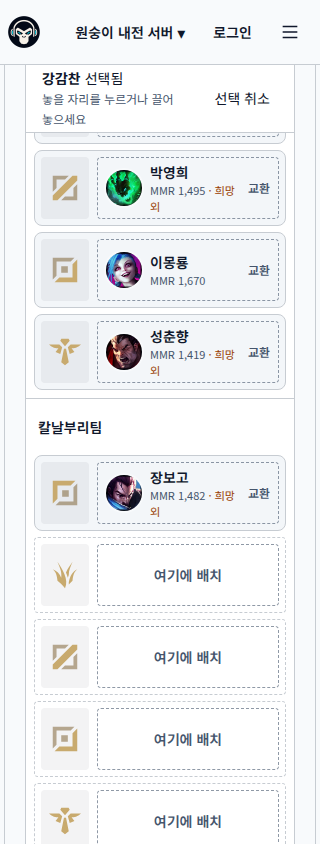 원숭이 내전 서버 ▾
로그인
강감찬 선택됨
놓을 자리를 누르거나 끌어
놓으세요
선택 취소
박영희
MMR 1,495 · 희망
외
교환
이몽룡
MMR 1,670
교환
성춘향
MMR 1,419 · 희망
외
교환
칼날부리팀
장보고
MMR 1,482 · 희망
외
교환
여기에 배치
여기에 배치
여기에 배치
여기에 배치